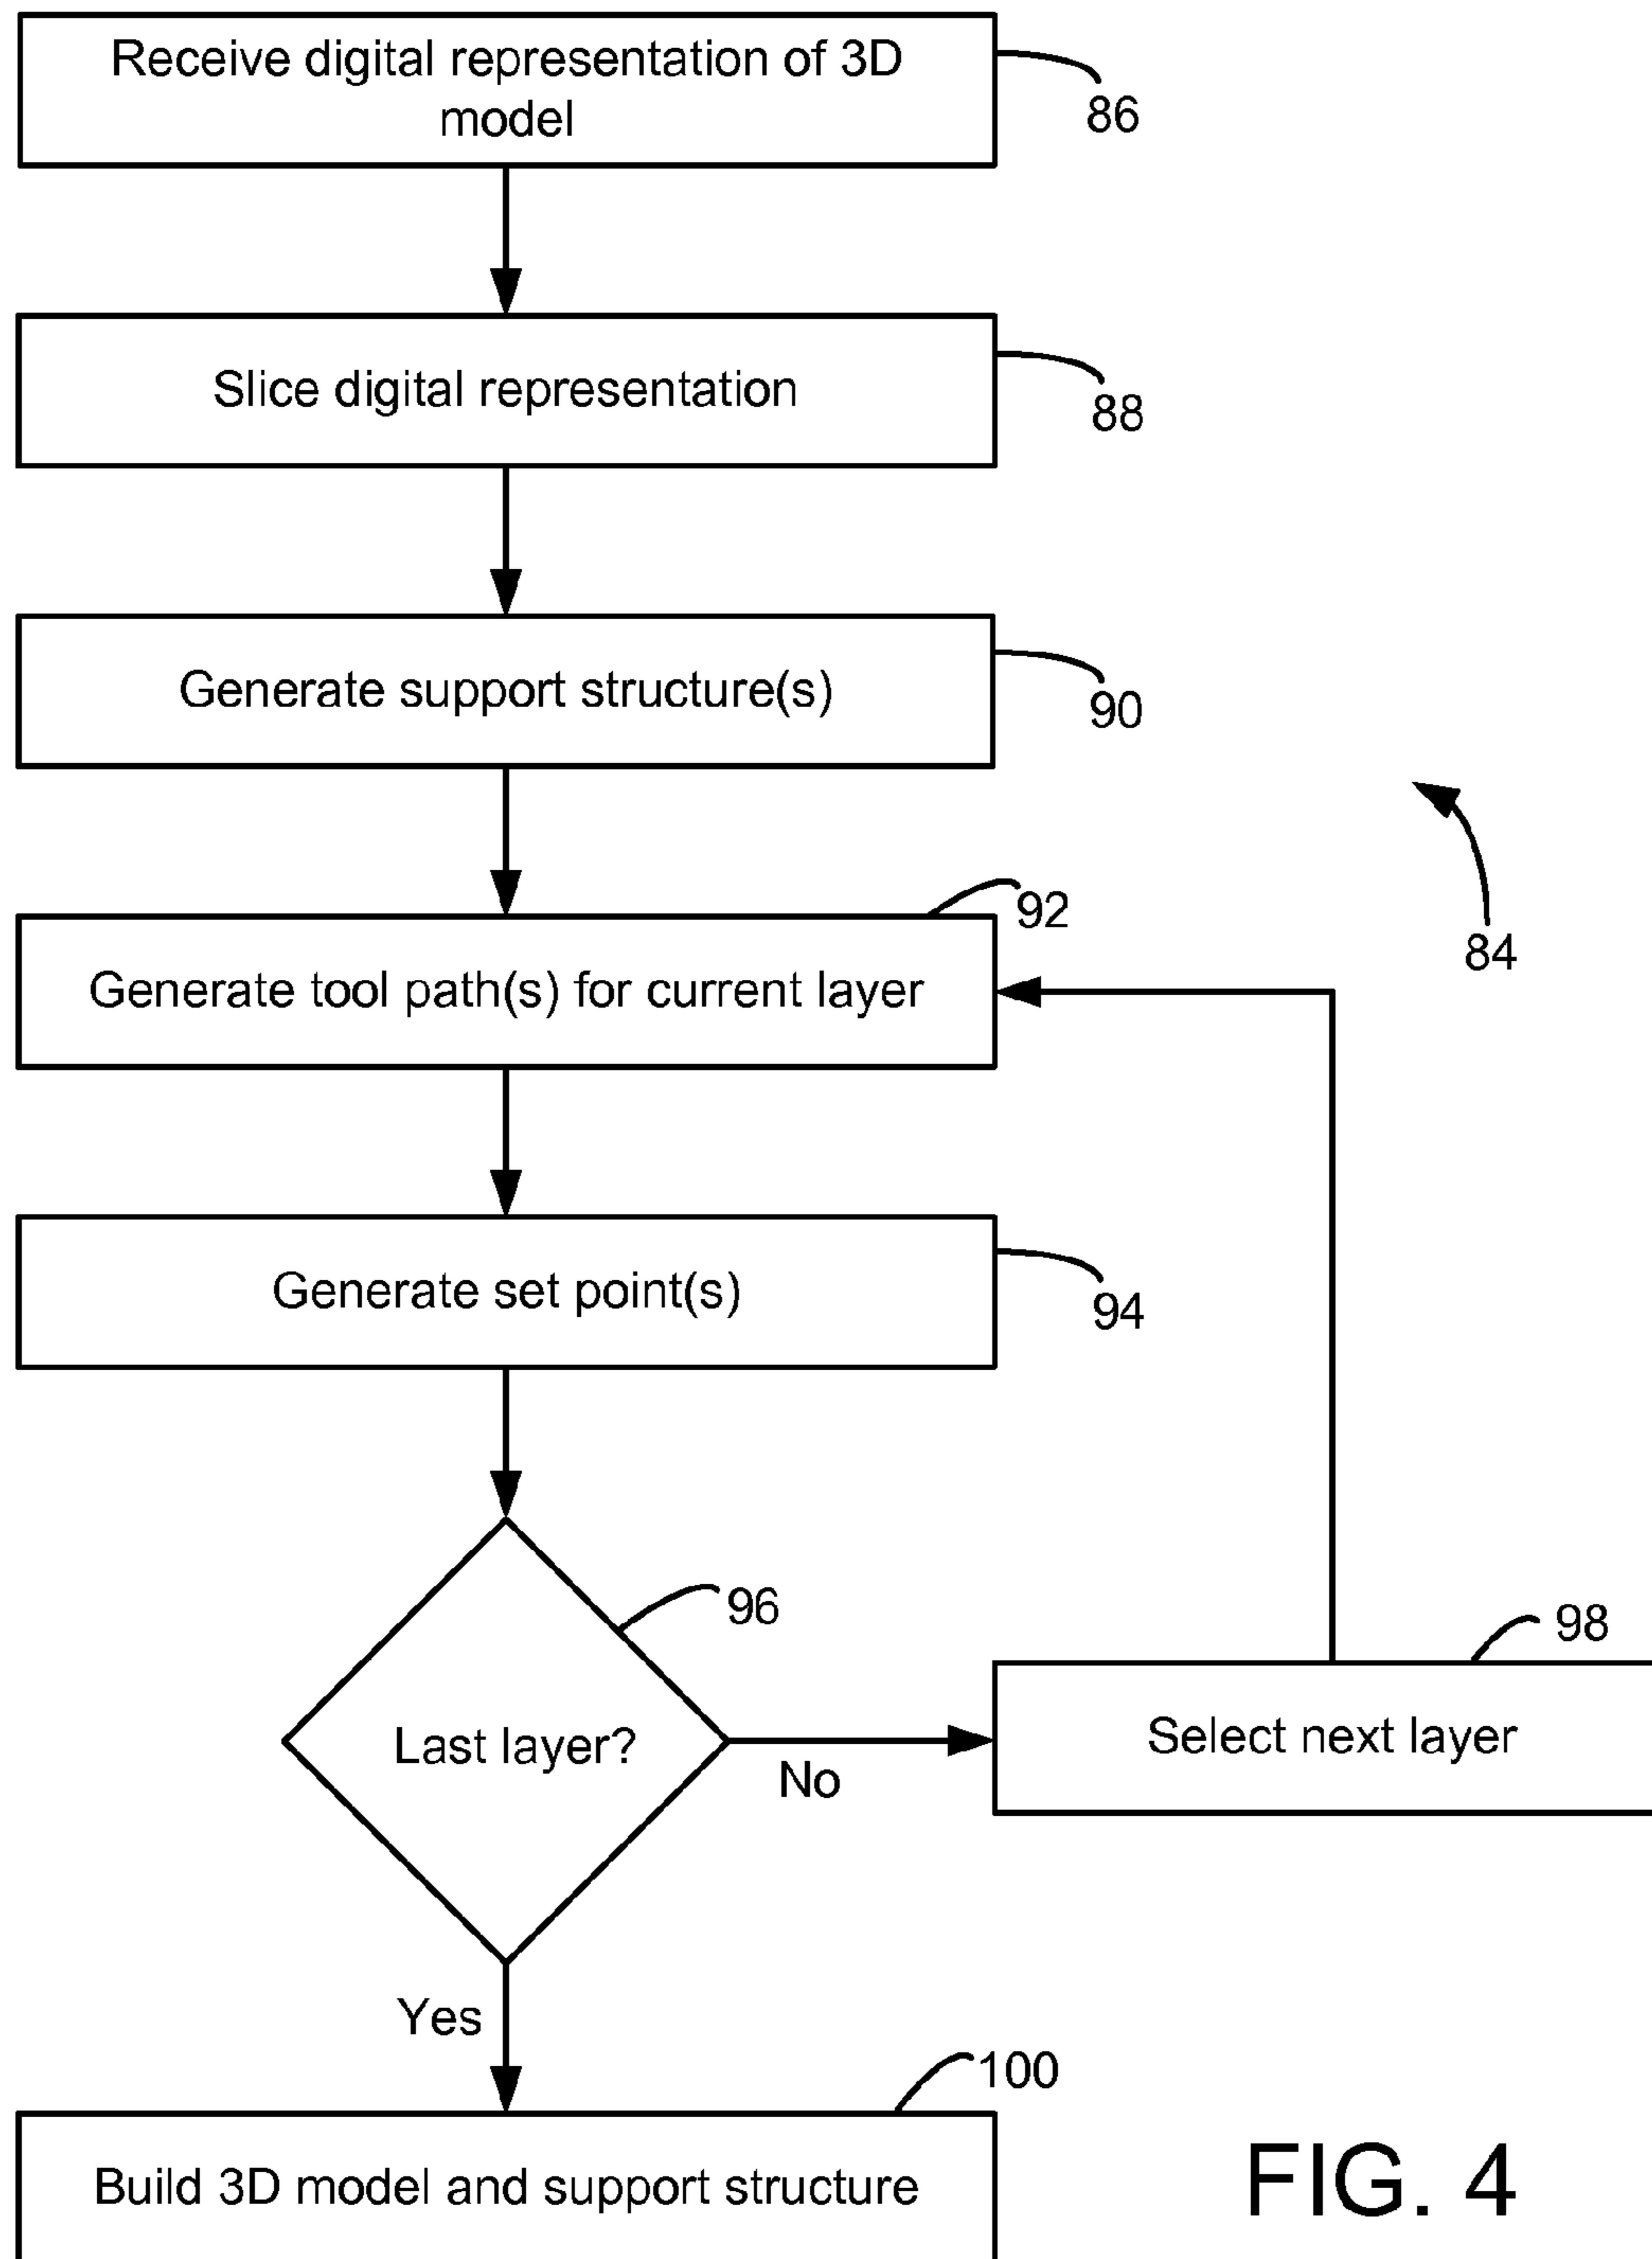 Receive digital representation of 3D
model
86
Slice digital representation
88
Generate support structure(s)
90
84
92
Generate tool path(s) for current layer
Generate set point(s)
94
96
Last layer?
No
98
Select next layer
Yes
100
Build 3D model and support structure
FIG. 4